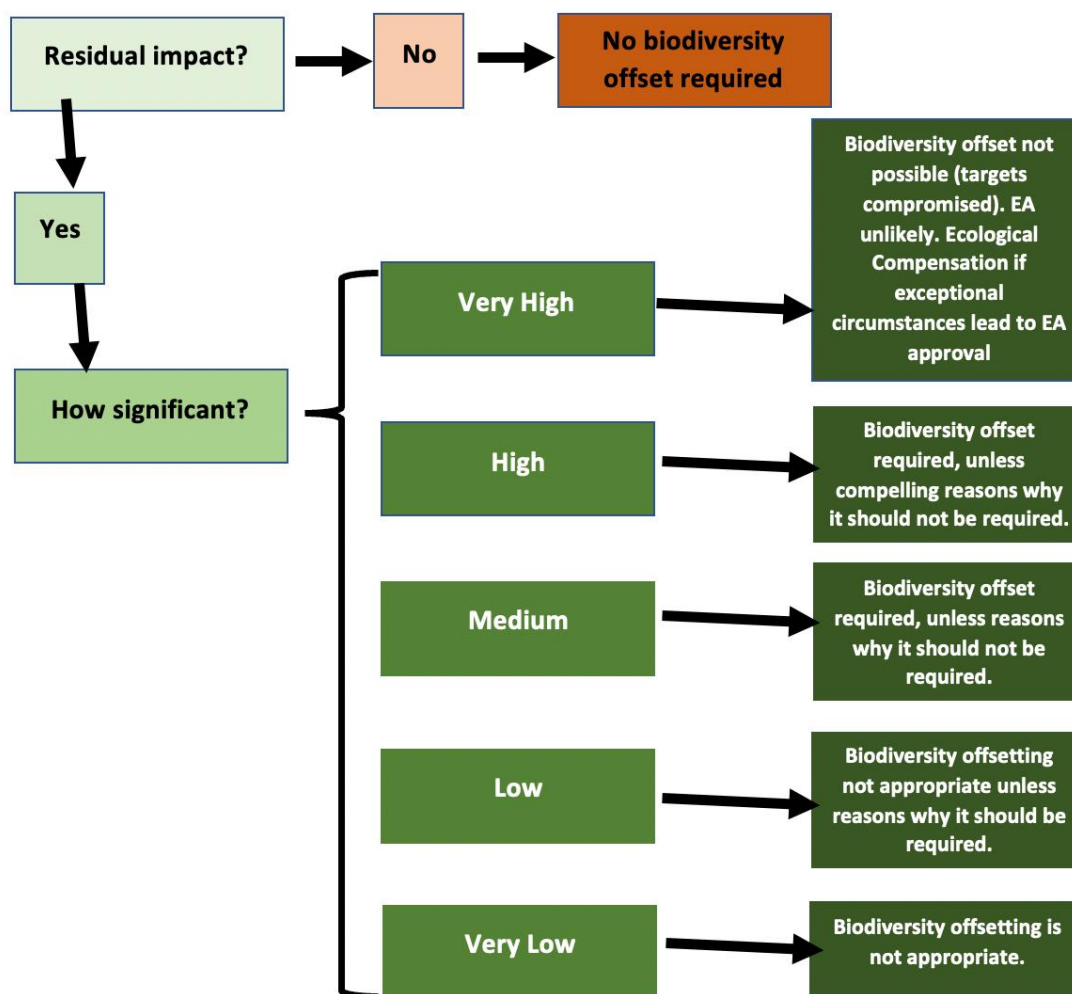 Residual impact?
No
No biodiversity
offset required
Yes
How significant?
Very High
Biodiversity offset not
possible (targets
compromised). EA
unlikely. Ecological
Compensation if
exceptional
circumstances lead to EA
approval
High
Biodiversity offset
required, unless
compelling reasons why
it should not be required.
Medium
Biodiversity offset
required, unless reasons
why it should not be
required.
Low
Biodiversity offsetting
not appropriate unless
reasons why it should be
required.
Very Low
Biodiversity offsetting is
not appropriate.